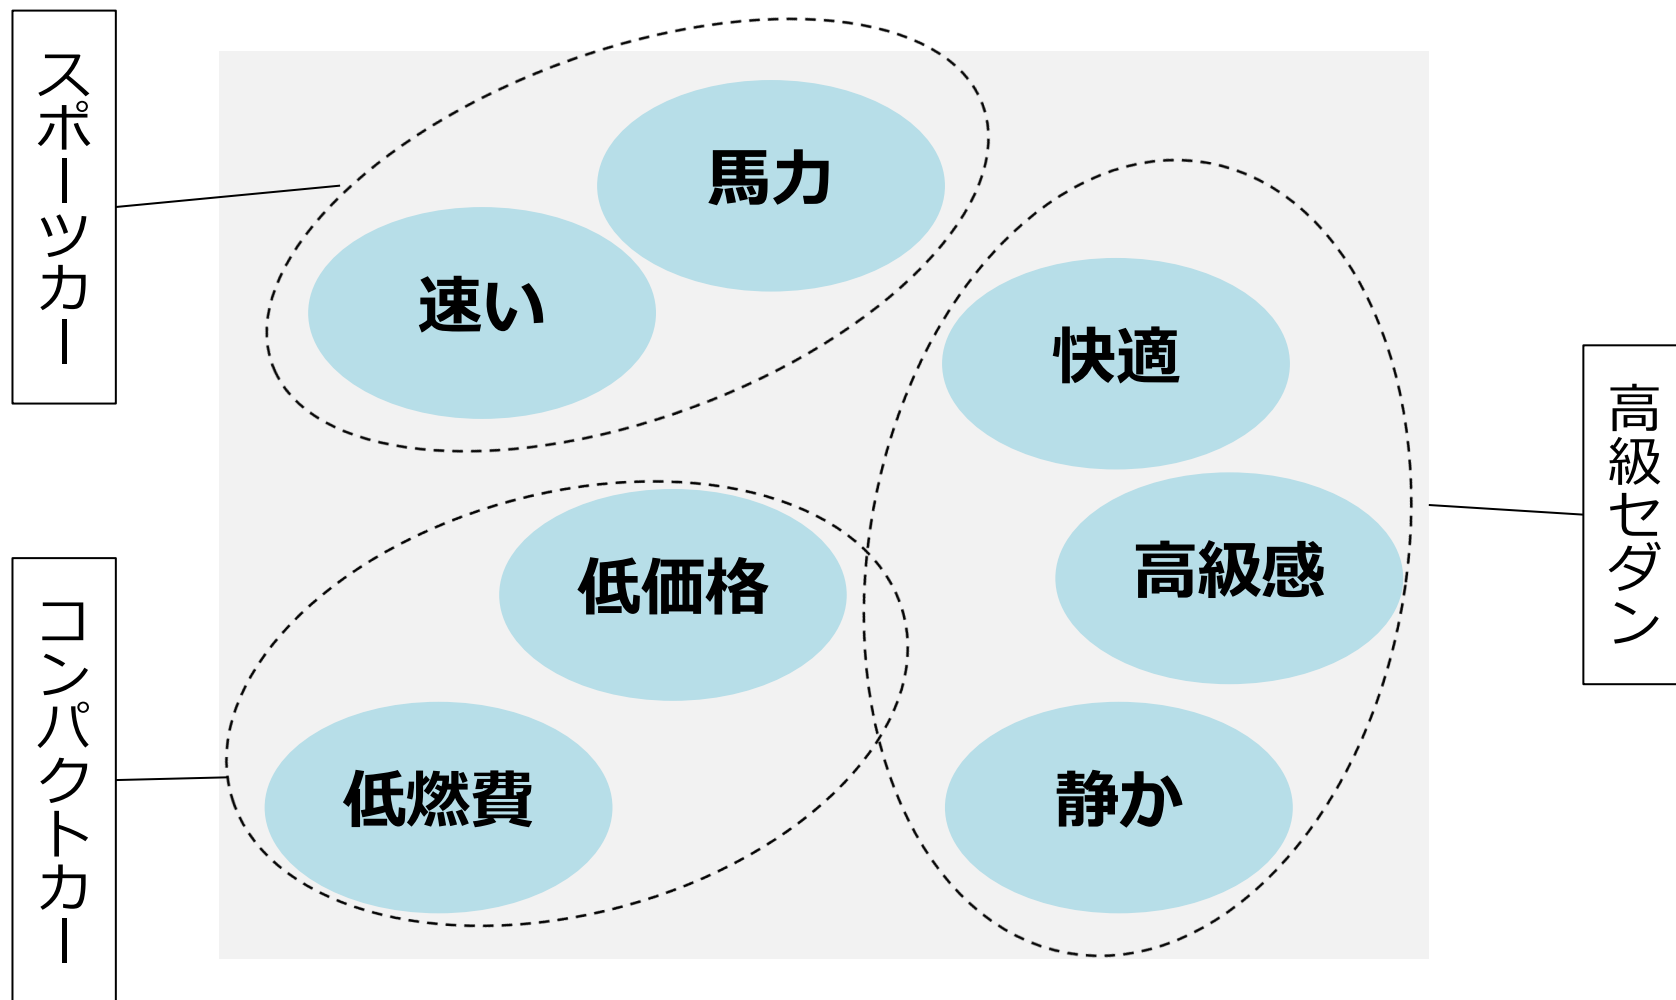 スポーツカー
馬力
速い
快適
高級感
高級セダン
低価格
コンパクトカー
低燃費
静か